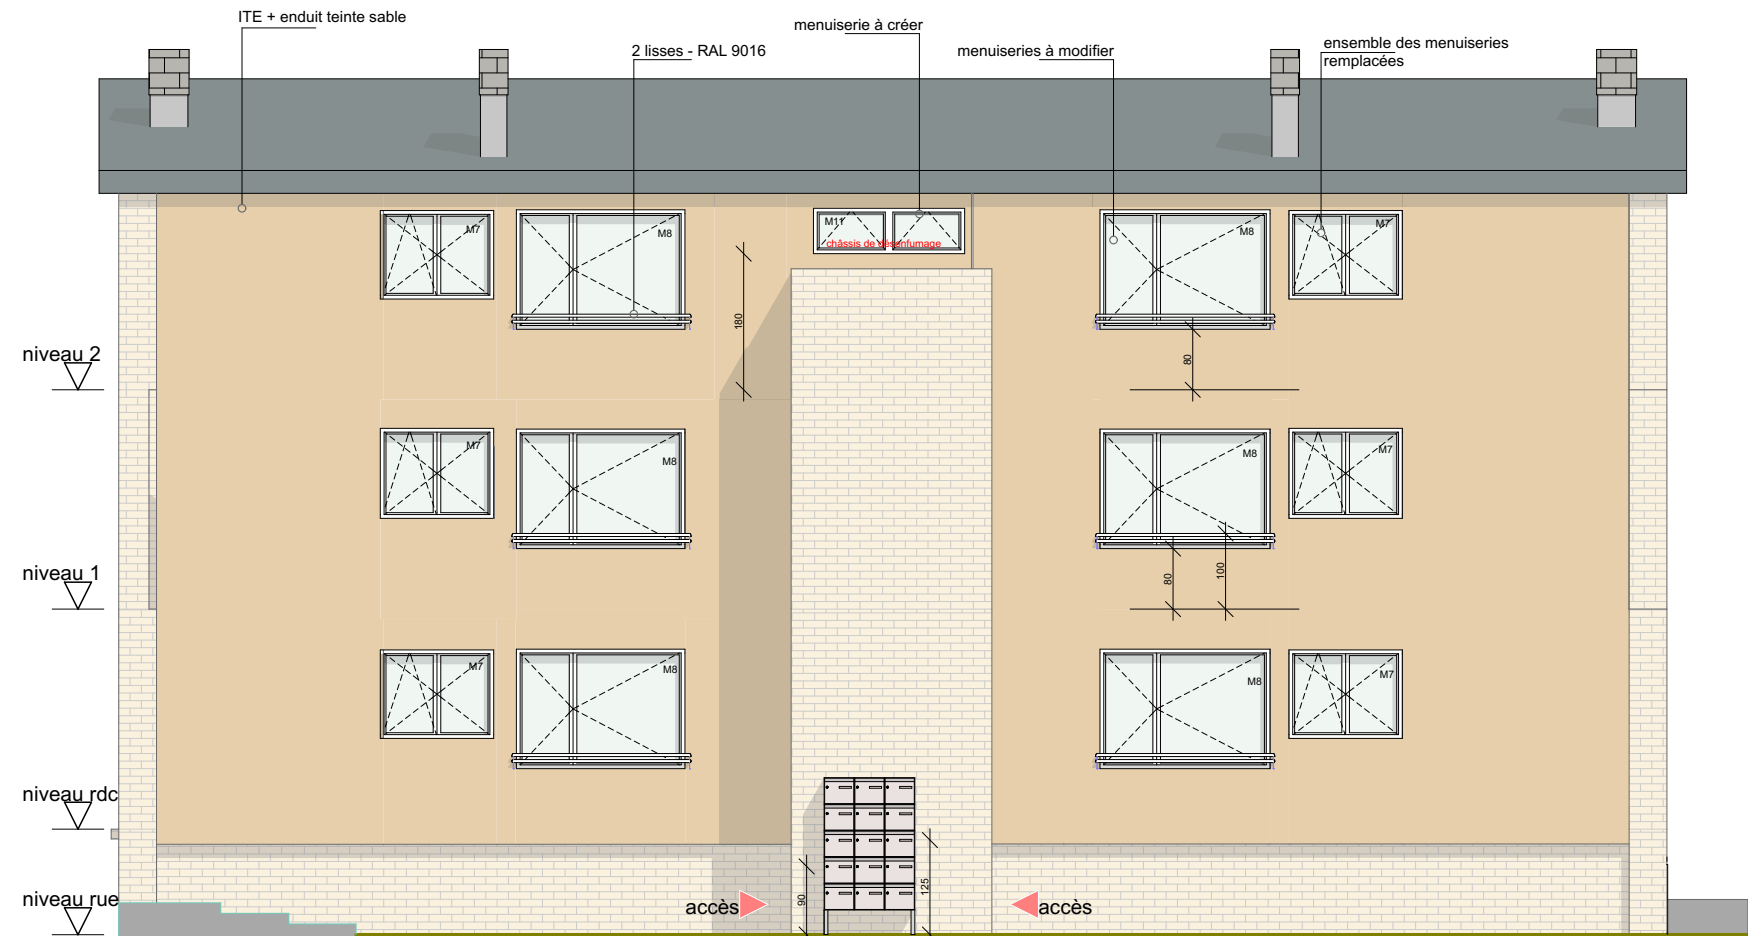 ITE + enduit teinte sable
menuiserie à créer
2 lisses - RAL 9016
menuiseries à modifier
ensemble des menuiseries
remplacées
M7
M8
M11
châssis de désenfumage
M8
M7
180
niveau 2
80
M7
M8
M8
M7
niveau 1
80
100
M7
M8
M8
M7
niveau rdc
125
90
niveau rue
accès
accès